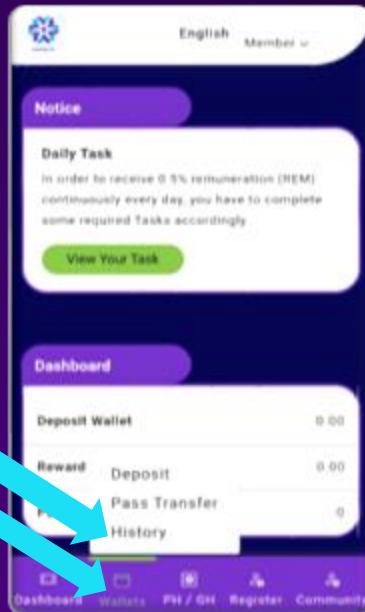 English
Member
Notice
Daily Task
In order to receive 0.5% remuneration (REM)
continuously every day, you have to complete
some required Tasks accordingly
View Your Task
Dashboard
Deposit Wallet 0.00
Reward 0.00
Deposit
Pass Transfer
0
History
Dashboard Wallets PH / GH Register Community